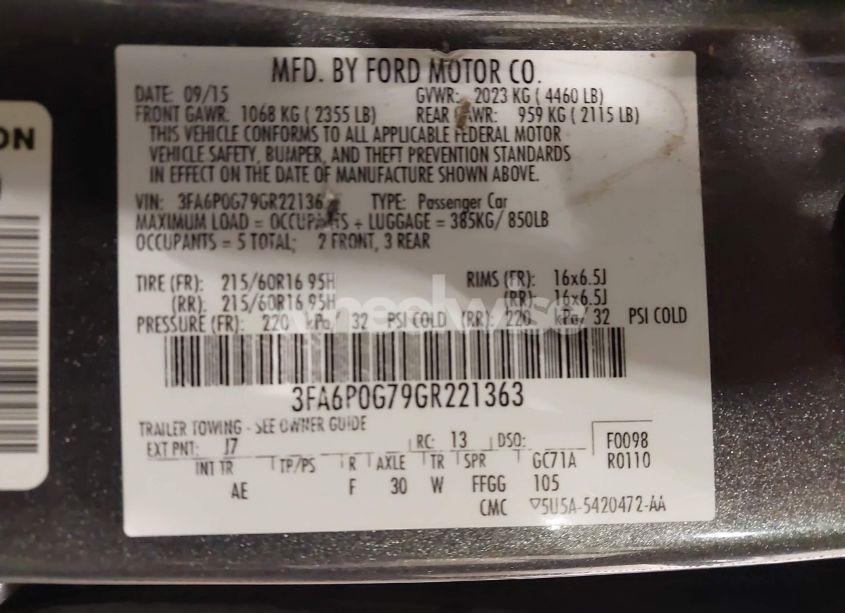 MFD. BY FORD MOTOR CO.
DATE: 09/15 GVWR: 2023 KG ( 4460 LB)
FRONT GAWR: 1068 KG ( 2355 LB) REAR GAWR: 959 KG ( 2115 LB)
THIS VEHICLE CONFORMS TO ALL APPLICABLE FEDERAL MOTOR
VEHICLE SAFETY, BUMPER, AND THEFT PREVENTION STANDARDS
IN EFFECT ON THE DATE OF MANUFACTURE SHOWN ABOVE.
VIN: 3FA6P0G79GR221363 TYPE: Passenger Car
MAXIMUM LOAD = OCCUPANTS + LUGGAGE = 385KG/ 850LB
OCCUPANTS = 5 TOTAL; 2 FRONT, 3 REAR
TIRE (FR): 215/60R16 95H RIMS (FR): 16x6.5J
(RR): 215/60R16 95H (RR): 16x6.5J
PRESSURE (FR): 220 kPa/ 32 PSI COLD (RR): 220 kPa/ 32 PSI COLD
3FA6P0G79GR221363
TRAILER TOWING - SEE OWNER GUIDE
EXT PNT: J7 RC: 13 DSO: F0098
INT TR TP/PS R AXLE TR SPR GC71A R0110
AE F 30 W FFGG 105
CMC ▽5U5A-5420472-AA
ON
wheelwise